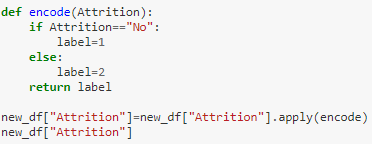 def encode(Attrition):
    if Attrition=="No":
        label=1
    else:
        label=2
    return label
new_df["Attrition"]=new_df["Attrition"].apply(encode)
new_df["Attrition"]